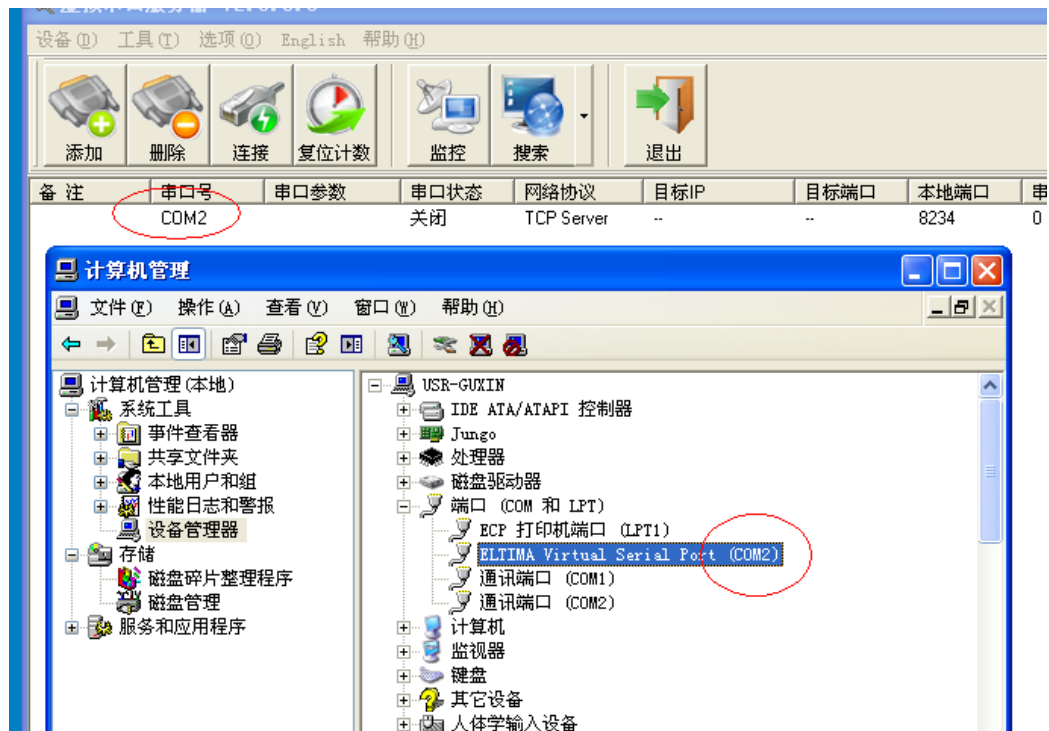 设备(D) 工具(T) 选项(O) English 帮助(H)
添加 删除 连接 复位计数 监控 搜索 退出
备 注 串口号 串口参数 串口状态 网络协议 目标IP 目标端口 本地端口 串
COM2 关闭 TCP Server -- -- 8234 0
计算机管理
文件(F) 操作(A) 查看(V) 窗口(W) 帮助(H)
计算机管理(本地)
系统工具
事件查看器
共享文件夹
本地用户和组
性能日志和警报
设备管理器
存储
磁盘碎片整理程序
磁盘管理
服务和应用程序
USR-GUXIN
IDE ATA/ATAPI 控制器
Jungo
处理器
磁盘驱动器
端口 (COM 和 LPT)
ECP 打印机端口 (LPT1)
ELTIMA Virtual Serial Port (COM2)
通讯端口 (COM1)
通讯端口 (COM2)
计算机
监视器
键盘
其它设备
人体学输入设备